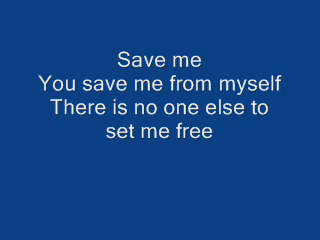 Save me
You save me from myself
There is no one else to
set me free